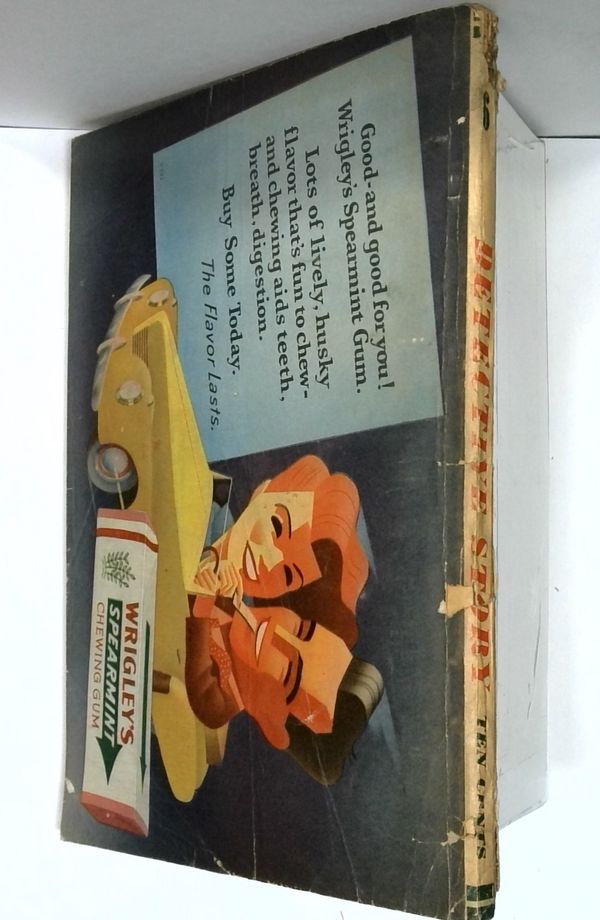 Good-and good for you!
Wrigley's Spearmint Gum.
Lots of lively, husky
flavor that's fun to chew-
and chewing aids teeth,
breath, digestion.
Buy Some Today.
The Flavor Lasts.
WRIGLEY'S
SPEARMINT
CHEWING GUM
DETECTIVE STORY
TEN CENTS